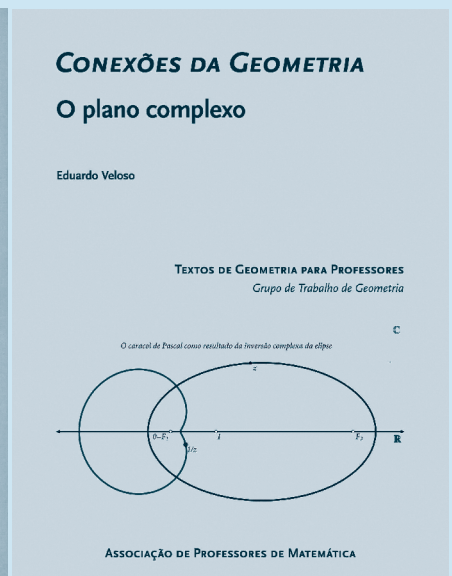 CONEXÕES DA GEOMETRIA
O plano complexo
Eduardo Veloso
TEXTOS DE GEOMETRIA PARA PROFESSORES
Grupo de Trabalho de Geometria
ℂ
O caracol de Pascal como resultado da inversão complexa da elipse
z
0=F₁
1
F₂
ℝ
1/z
ASSOCIAÇÃO DE PROFESSORES DE MATEMÁTICA